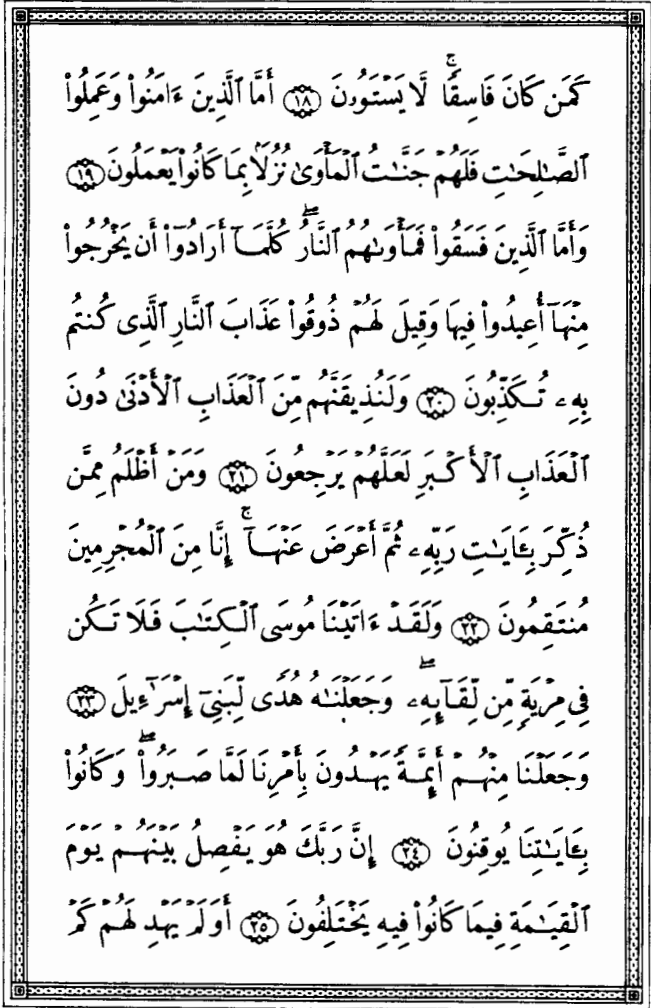 كَمَن كَانَ فَاسِقًا ۚ لَّا يَسْتَوُۥنَ ﴿١٨﴾ أَمَّا ٱلَّذِينَ ءَامَنُوا۟ وَعَمِلُوا۟
ٱلصَّـٰلِحَـٰتِ فَلَهُمْ جَنَّـٰتُ ٱلْمَأْوَىٰ نُزُلًۢا بِمَا كَانُوا۟ يَعْمَلُونَ ﴿١٩﴾
وَأَمَّا ٱلَّذِينَ فَسَقُوا۟ فَمَأْوَىٰهُمُ ٱلنَّارُ ۖ كُلَّمَآ أَرَادُوٓا۟ أَن يَخْرُجُوا۟
مِنْهَآ أُعِيدُوا۟ فِيهَا وَقِيلَ لَهُمْ ذُوقُوا۟ عَذَابَ ٱلنَّارِ ٱلَّذِى كُنتُم
بِهِۦ تُكَذِّبُونَ ﴿٢٠﴾ وَلَنُذِيقَنَّهُم مِّنَ ٱلْعَذَابِ ٱلْأَدْنَىٰ دُونَ
ٱلْعَذَابِ ٱلْأَكْبَرِ لَعَلَّهُمْ يَرْجِعُونَ ﴿٢١﴾ وَمَنْ أَظْلَمُ مِمَّن
ذُكِّرَ بِـَٔايَـٰتِ رَبِّهِۦ ثُمَّ أَعْرَضَ عَنْهَآ ۚ إِنَّا مِنَ ٱلْمُجْرِمِينَ
مُنتَقِمُونَ ﴿٢٢﴾ وَلَقَدْ ءَاتَيْنَا مُوسَى ٱلْكِتَـٰبَ فَلَا تَكُن
فِى مِرْيَةٍ مِّن لِّقَآئِهِۦ ۖ وَجَعَلْنَـٰهُ هُدًى لِّبَنِىٓ إِسْرَٰٓءِيلَ ﴿٢٣﴾
وَجَعَلْنَا مِنْهُمْ أَئِمَّةً يَهْدُونَ بِأَمْرِنَا لَمَّا صَبَرُوا۟ ۖ وَكَانُوا۟
بِـَٔايَـٰتِنَا يُوقِنُونَ ﴿٢٤﴾ إِنَّ رَبَّكَ هُوَ يَفْصِلُ بَيْنَهُمْ يَوْمَ
ٱلْقِيَـٰمَةِ فِيمَا كَانُوا۟ فِيهِ يَخْتَلِفُونَ ﴿٢٥﴾ أَوَلَمْ يَهْدِ لَهُمْ كَمْ